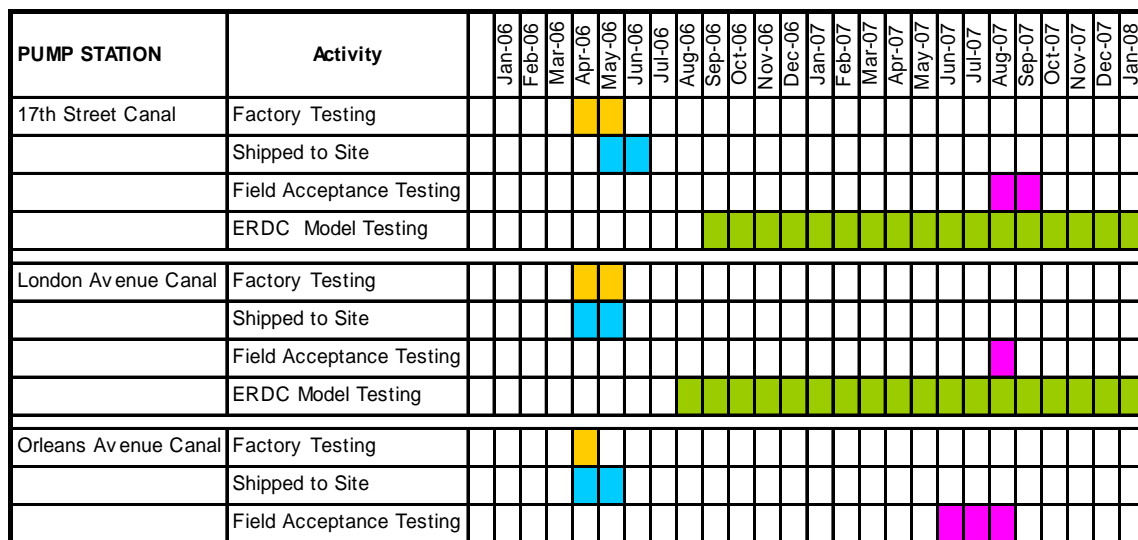 PUMP STATION Activity Jan-06 Feb-06 Mar-06 Apr-06 May-06 Jun-06 Jul-06 Aug-06 Sep-06 Oct-06 Nov-06 Dec-06 Jan-07 Feb-07 Mar-07 Apr-07 May-07 Jun-07 Jul-07 Aug-07 Sep-07 Oct-07 Nov-07 Dec-07 Jan-08
17th Street Canal Factory Testing
Shipped to Site
Field Acceptance Testing
ERDC Model Testing
London Avenue Canal Factory Testing
Shipped to Site
Field Acceptance Testing
ERDC Model Testing
Orleans Avenue Canal Factory Testing
Shipped to Site
Field Acceptance Testing